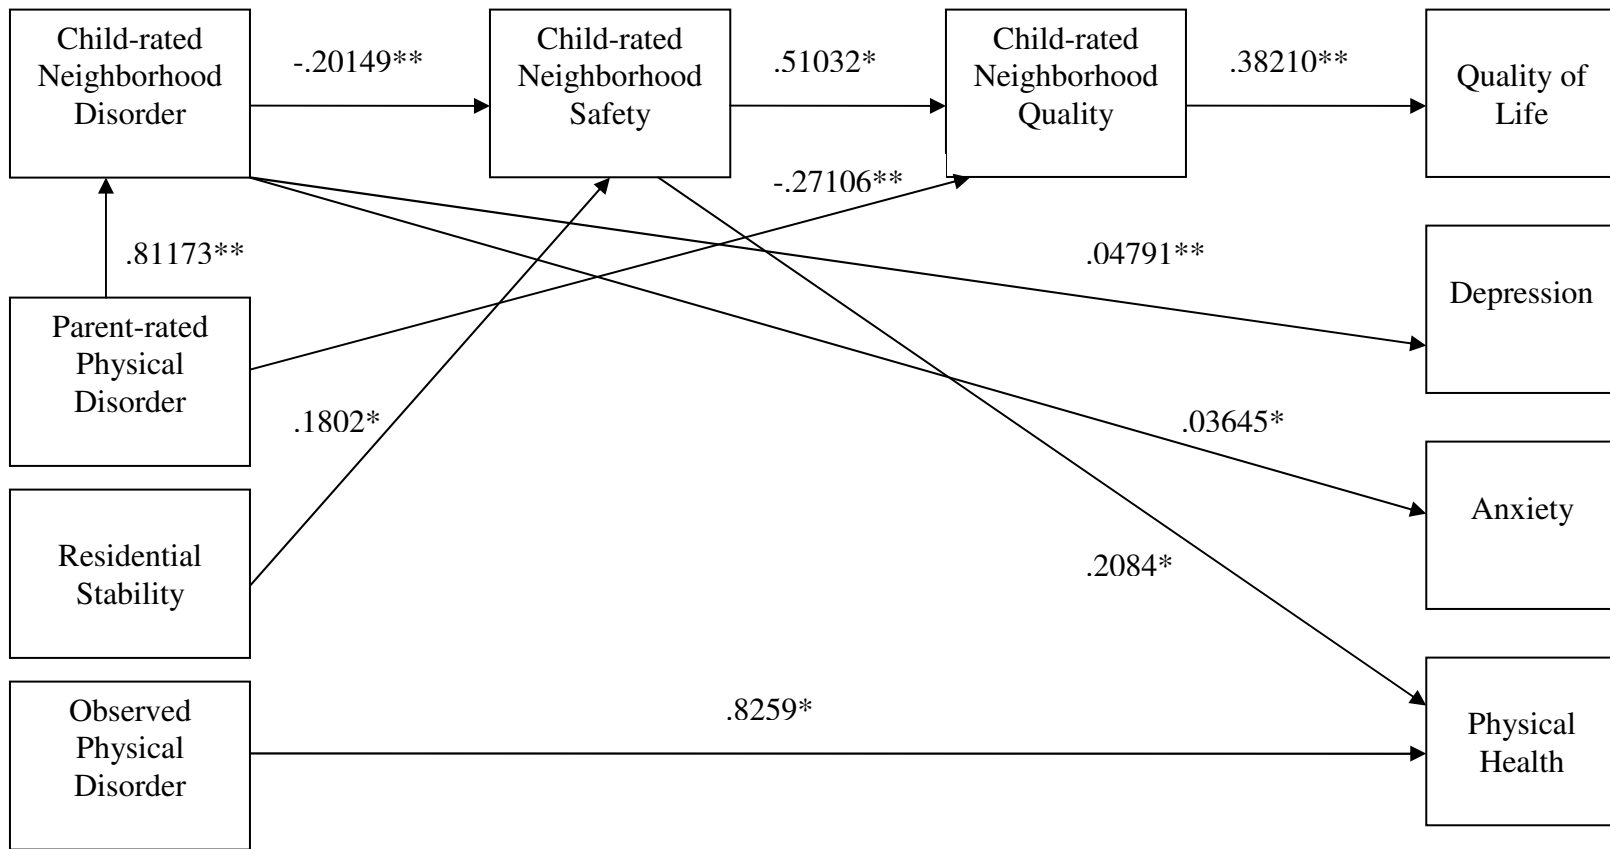 Child-rated
Neighborhood
Disorder
-.20149**
Child-rated
Neighborhood
Safety
.51032*
Child-rated
Neighborhood
Quality
.38210**
Quality of
Life
-.27106**
.81173**
.04791**
Depression
Parent-rated
Physical
Disorder
.1802*
.03645*
Anxiety
Residential
Stability
.2084*
Observed
Physical
Disorder
.8259*
Physical
Health